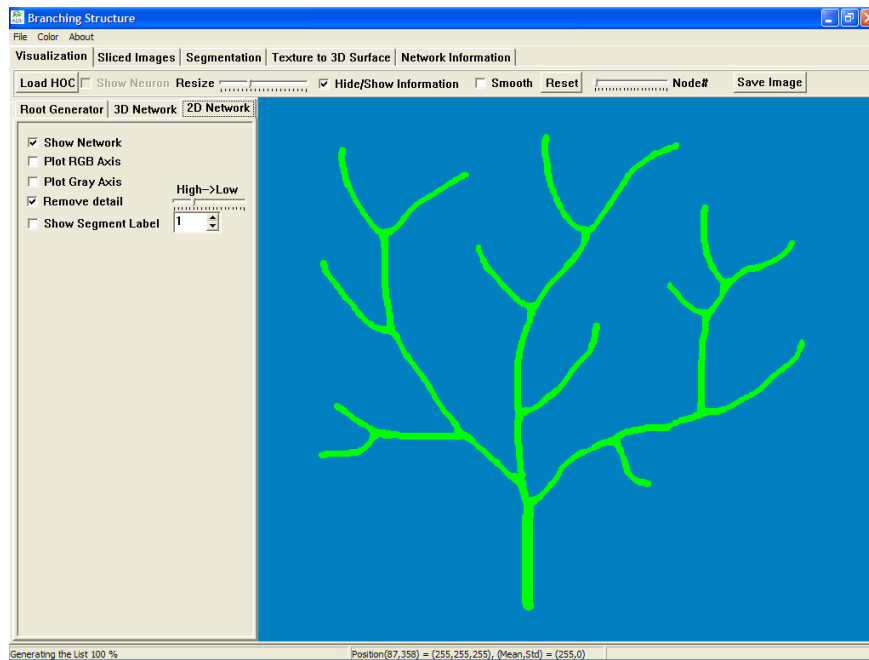 Branching Structure
File Color About
Visualization Sliced Images Segmentation Texture to 3D Surface Network Information
Load HOC Show Neuron Resize Hide/Show Information Smooth Reset Node# Save Image
Root Generator 3D Network 2D Network
Show Network
Plot RGB Axis
Plot Gray Axis High-->Low
Remove detail
Show Segment Label 1
Generating the List 100 % Position(87,358) = (255,255,255), (Mean,Std) = (255,0)